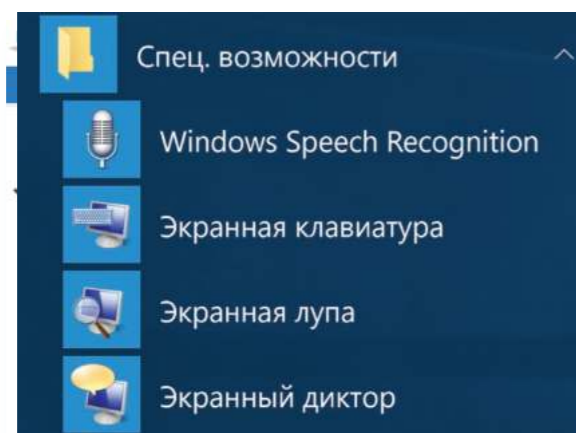 Спец. возможности
Windows Speech Recognition
Экранная клавиатура
Экранная лупа
Экранный диктор